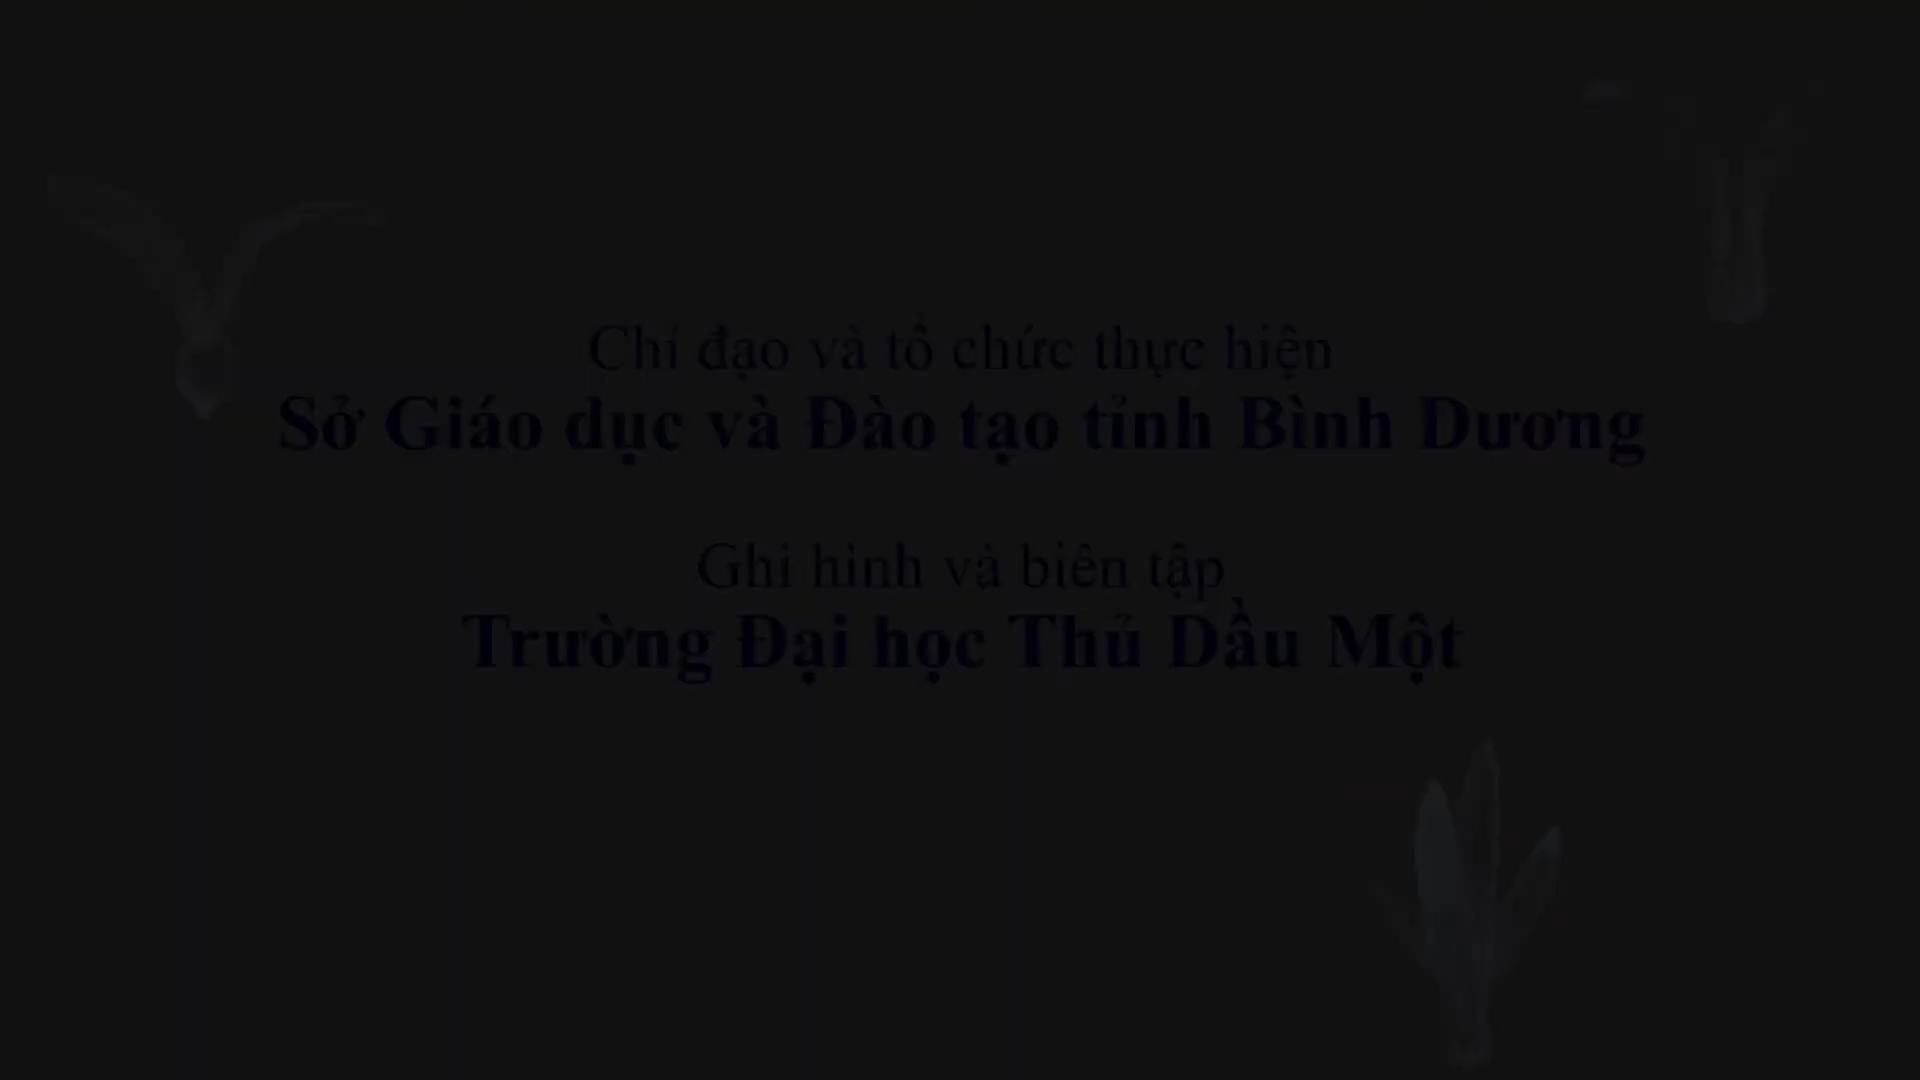 Chỉ đạo và tổ chức thực hiện
Sở Giáo dục và Đào tạo tỉnh Bình Dương
Ghi hình và biên tập
Trường Đại học Thủ Dầu Một